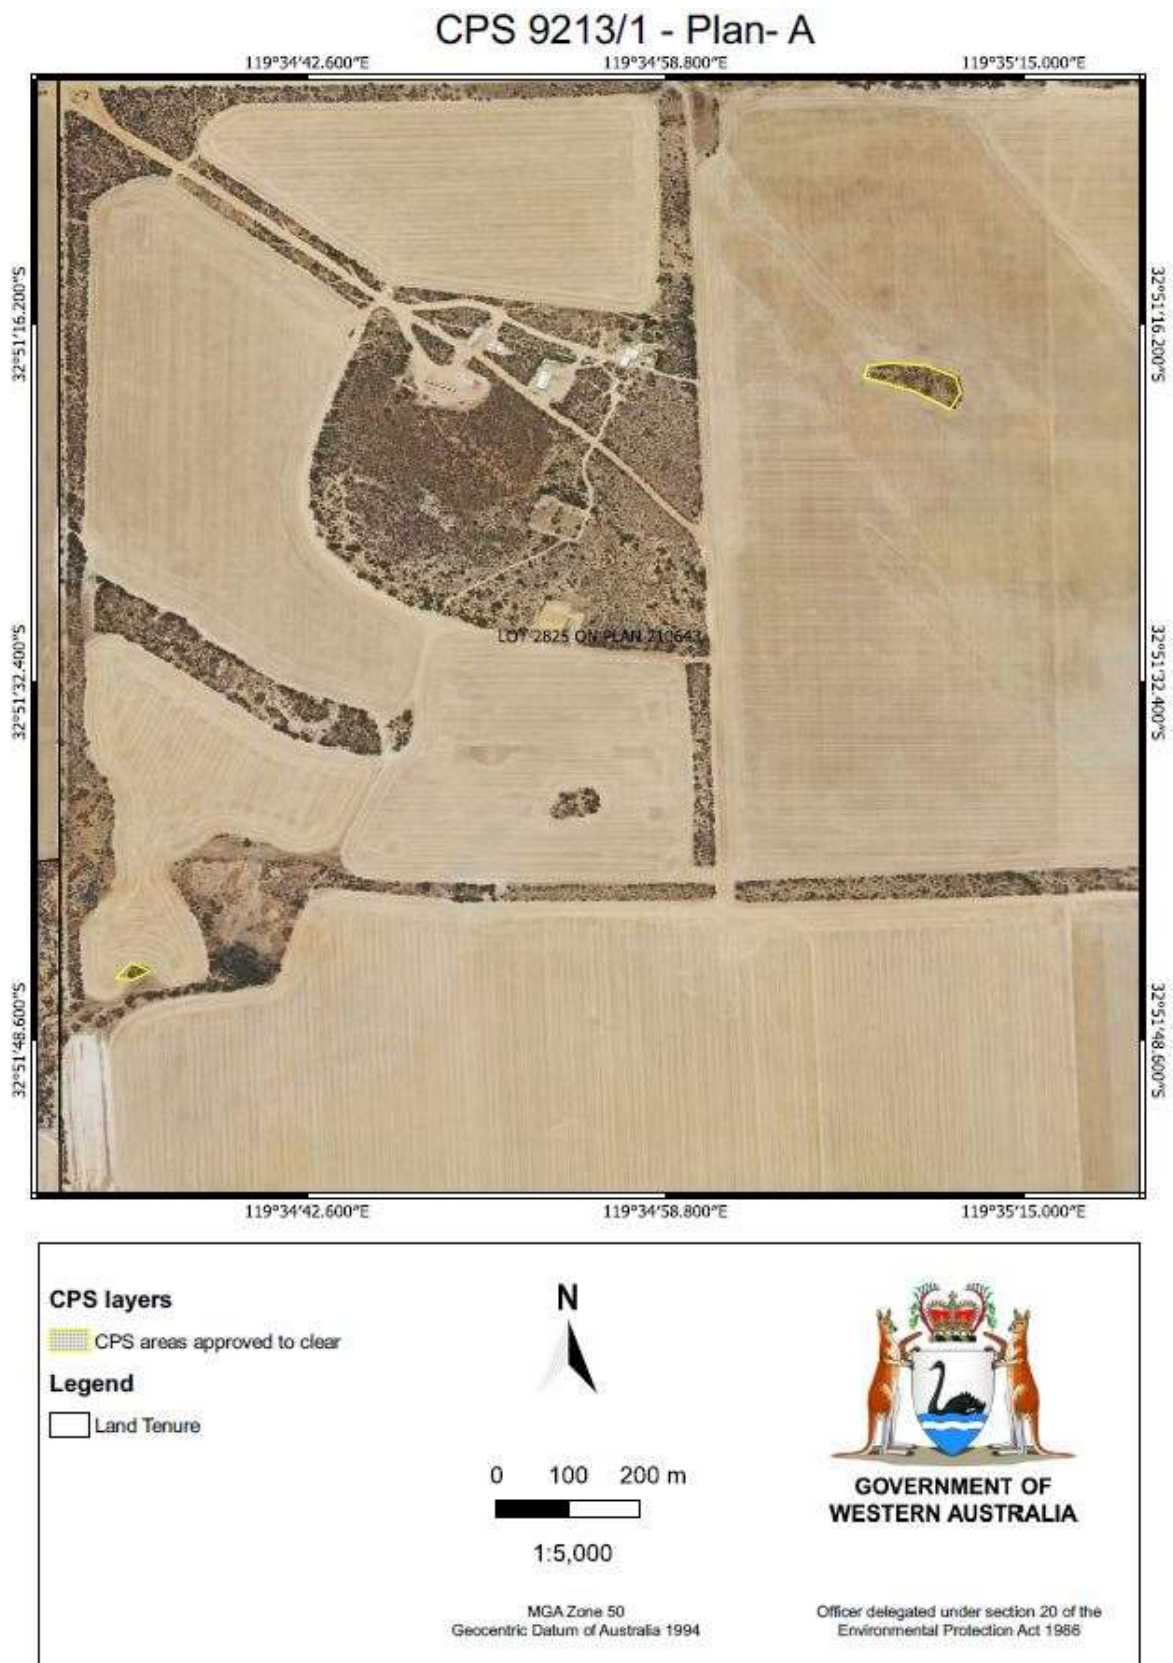 CPS 9213/1 - Plan- A
119°34'42.600"E 119°34'58.800"E 119°35'15.000"E
32°51'16.200"S 32°51'16.200"S
LOT 2825 ON PLAN 210643
32°51'32.400"S 32°51'32.400"S
32°51'48.600"S 32°51'48.600"S
119°34'42.600"E 119°34'58.800"E 119°35'15.000"E
CPS layers
CPS areas approved to clear
Legend
Land Tenure
N
0 100 200 m
1:5,000
MGA Zone 50
Geocentric Datum of Australia 1994
GOVERNMENT OF
WESTERN AUSTRALIA
Officer delegated under section 20 of the
Environmental Protection Act 1986